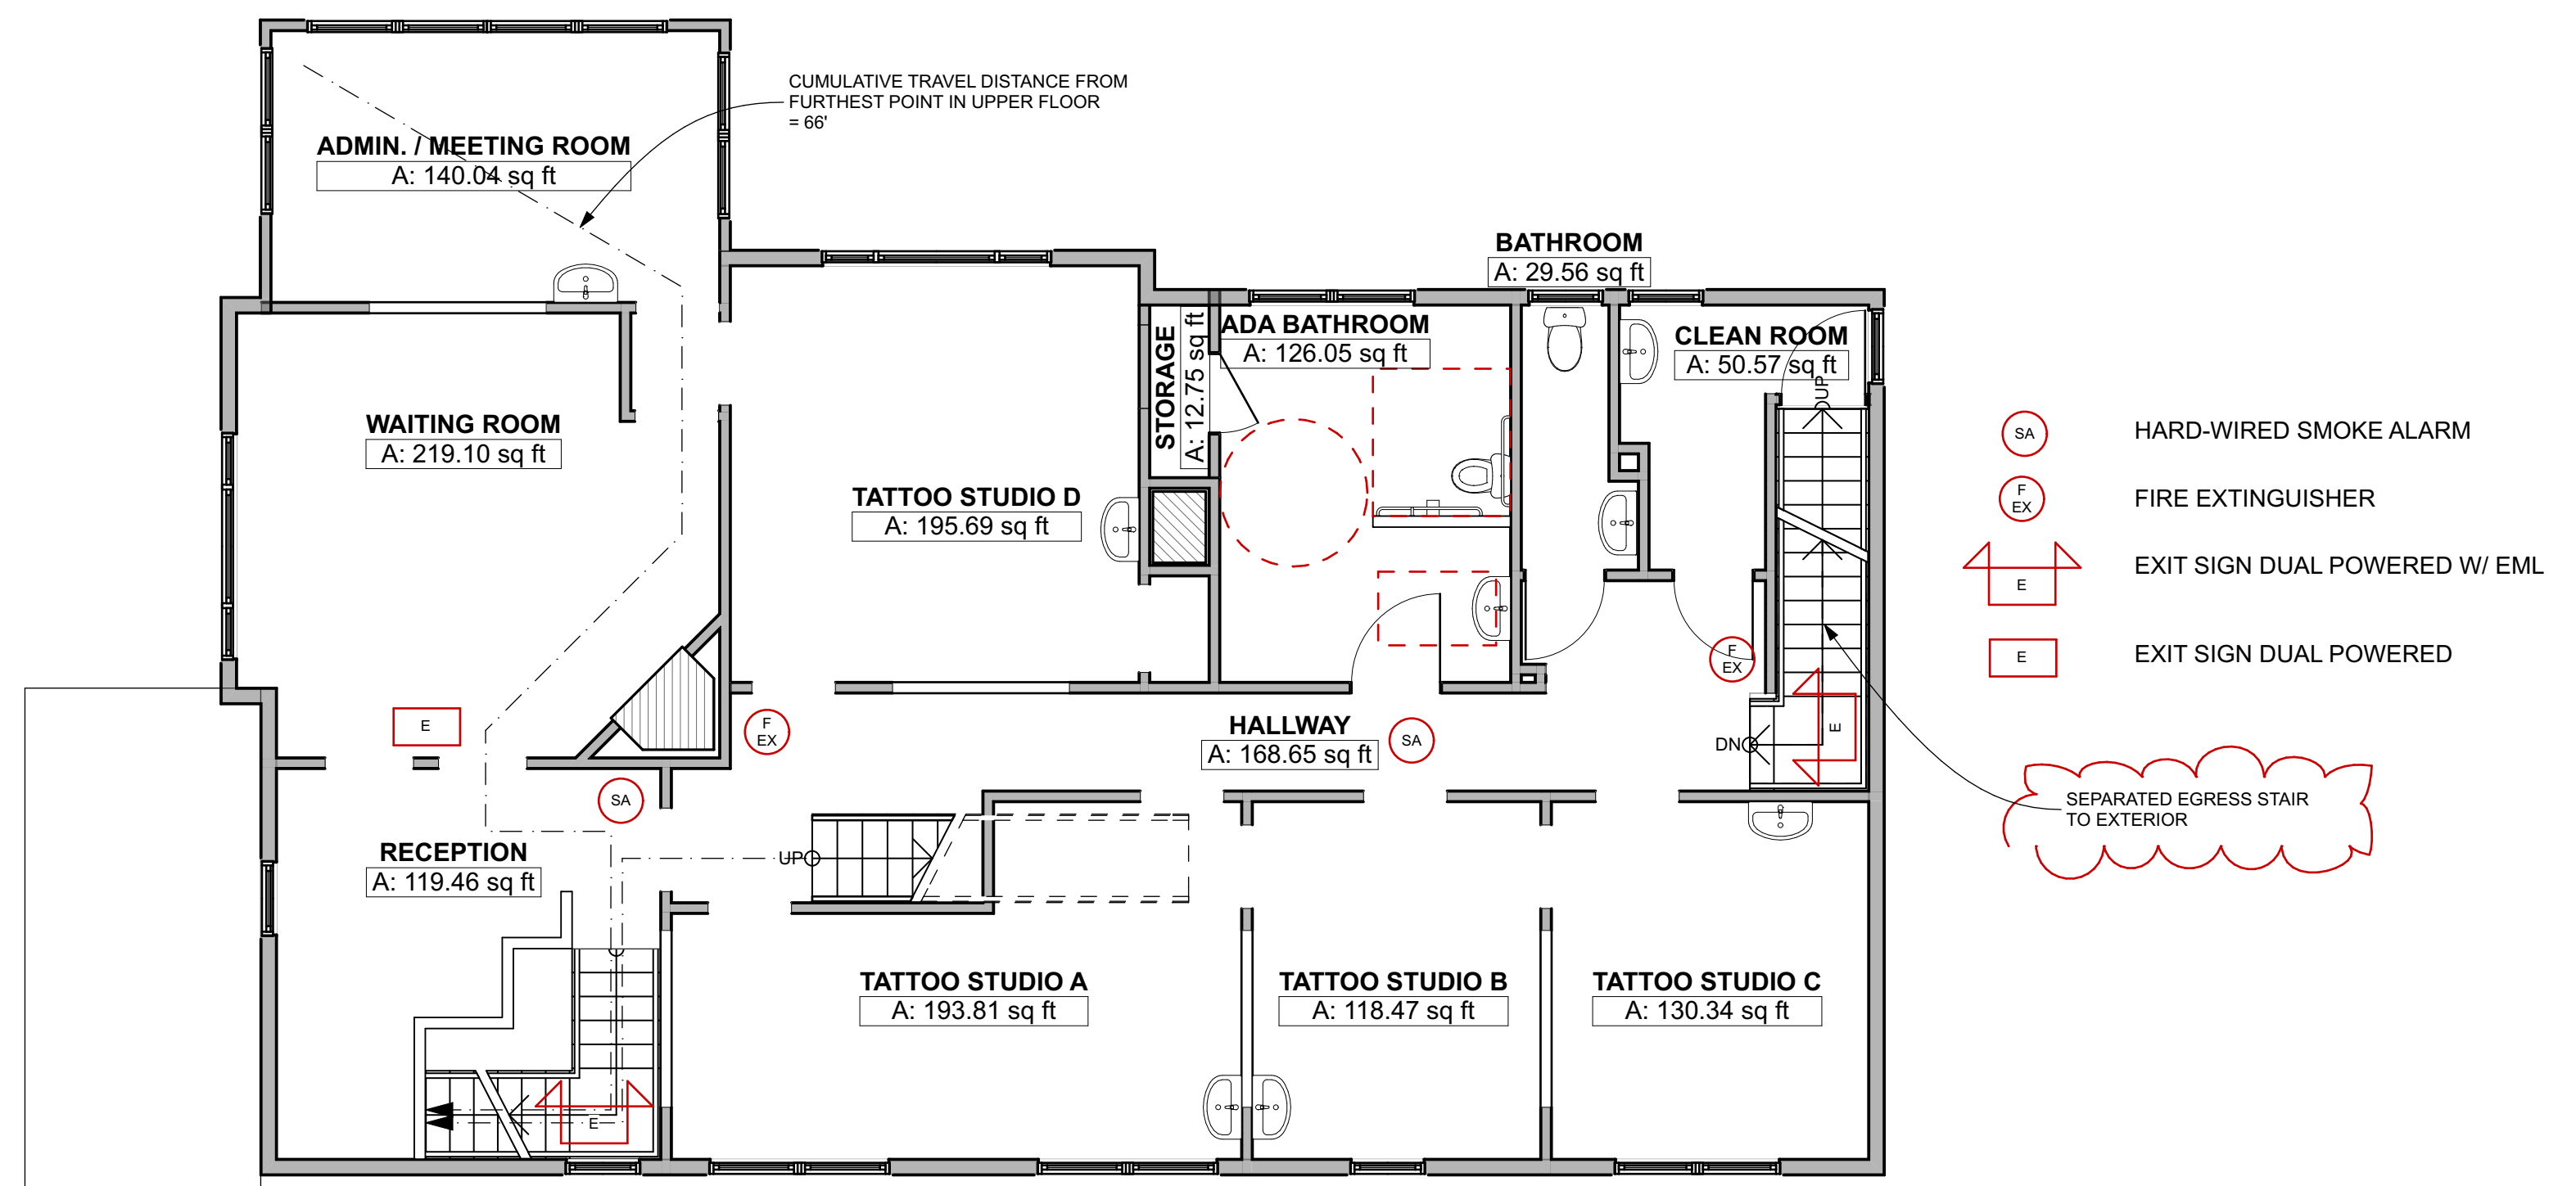 CUMULATIVE TRAVEL DISTANCE FROM
FURTHEST POINT IN UPPER FLOOR
= 66'
ADMIN. / MEETING ROOM
A: 140.04 sq ft
BATHROOM
A: 29.56 sq ft
STORAGE
A: 12.75 sq ft
ADA BATHROOM
A: 126.05 sq ft
CLEAN ROOM
A: 50.57 sq ft
UP
WAITING ROOM
A: 219.10 sq ft
TATTOO STUDIO D
A: 195.69 sq ft
SA
HARD-WIRED SMOKE ALARM
F
EX
FIRE EXTINGUISHER
E
EXIT SIGN DUAL POWERED W/ EML
E
EXIT SIGN DUAL POWERED
F
EX
E
F
EX
HALLWAY
A: 168.65 sq ft
SA
DN
E
SA
SEPARATED EGRESS STAIR
TO EXTERIOR
RECEPTION
A: 119.46 sq ft
UP
TATTOO STUDIO A
A: 193.81 sq ft
TATTOO STUDIO B
A: 118.47 sq ft
TATTOO STUDIO C
A: 130.34 sq ft
E